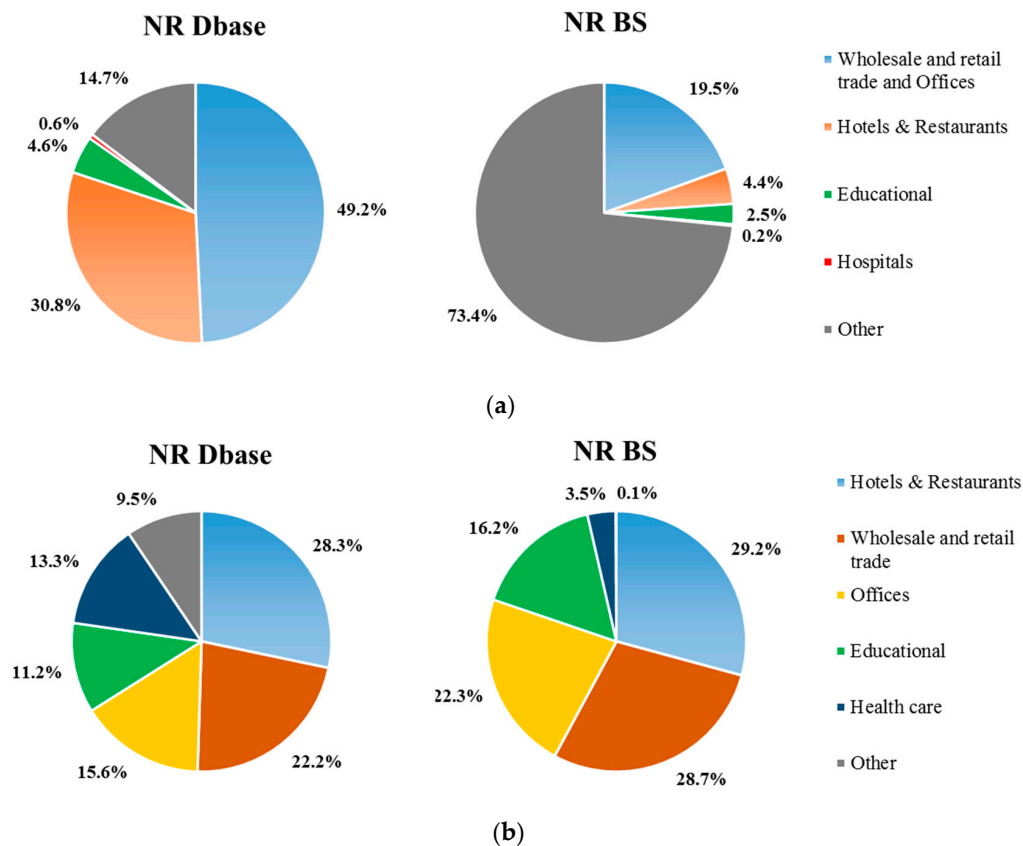 NR Dbase
14.7%
0.6%
4.6%
49.2%
30.8%
NR BS
19.5%
4.4%
2.5%
0.2%
73.4%
Wholesale and retail
trade and Offices
Hotels & Restaurants
Educational
Hospitals
Other
(a)
NR Dbase
9.5%
28.3%
13.3%
11.2%
15.6%
22.2%
NR BS
3.5%
0.1%
16.2%
29.2%
22.3%
28.7%
Hotels & Restaurants
Wholesale and retail
trade
Offices
Educational
Health care
Other
(b)